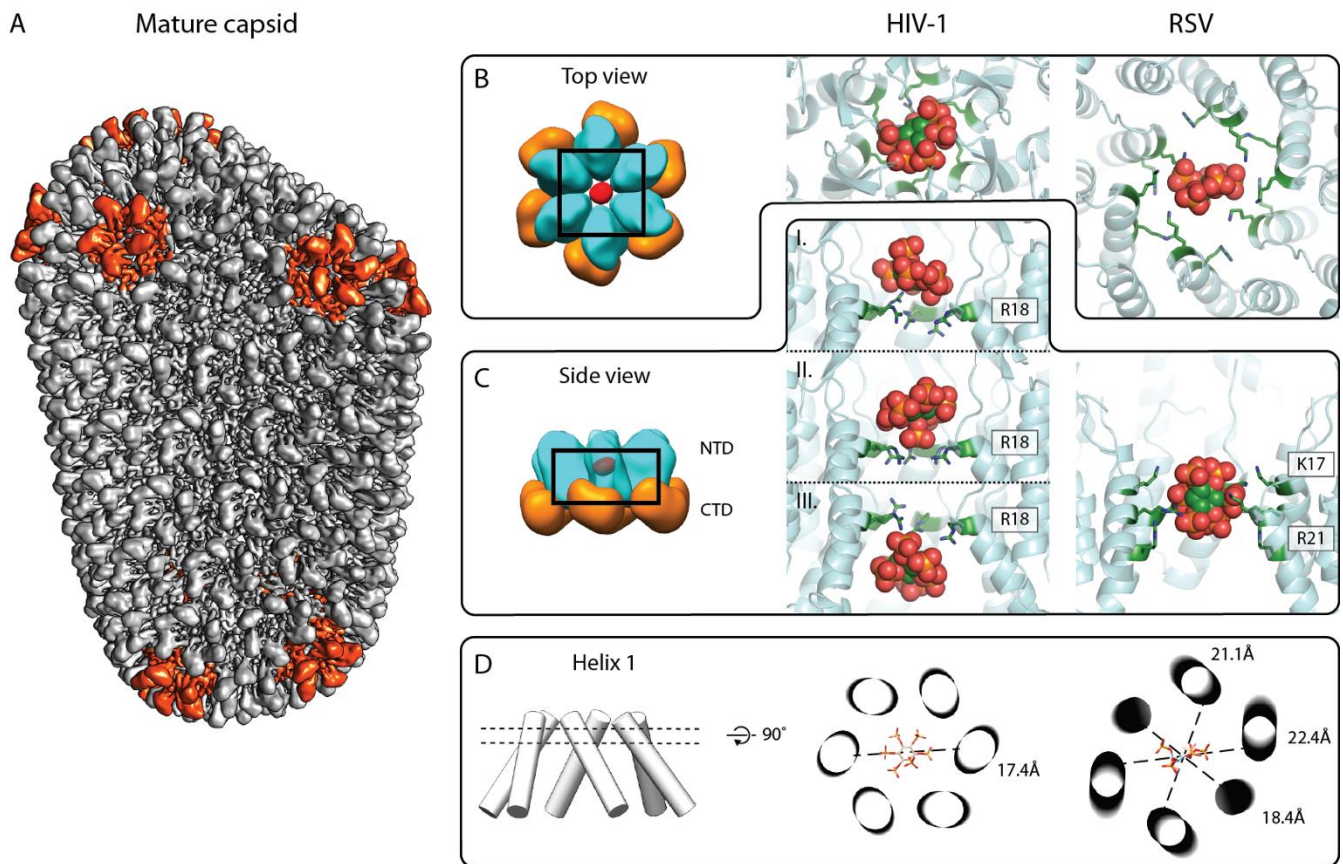 A
Mature capsid
HIV-1
RSV
B
Top view
I.
R18
C
Side view
NTD
CTD
II.
R18
III.
R18
K17
R21
D
Helix 1
90°
17.4Å
21.1Å
22.4Å
18.4Å